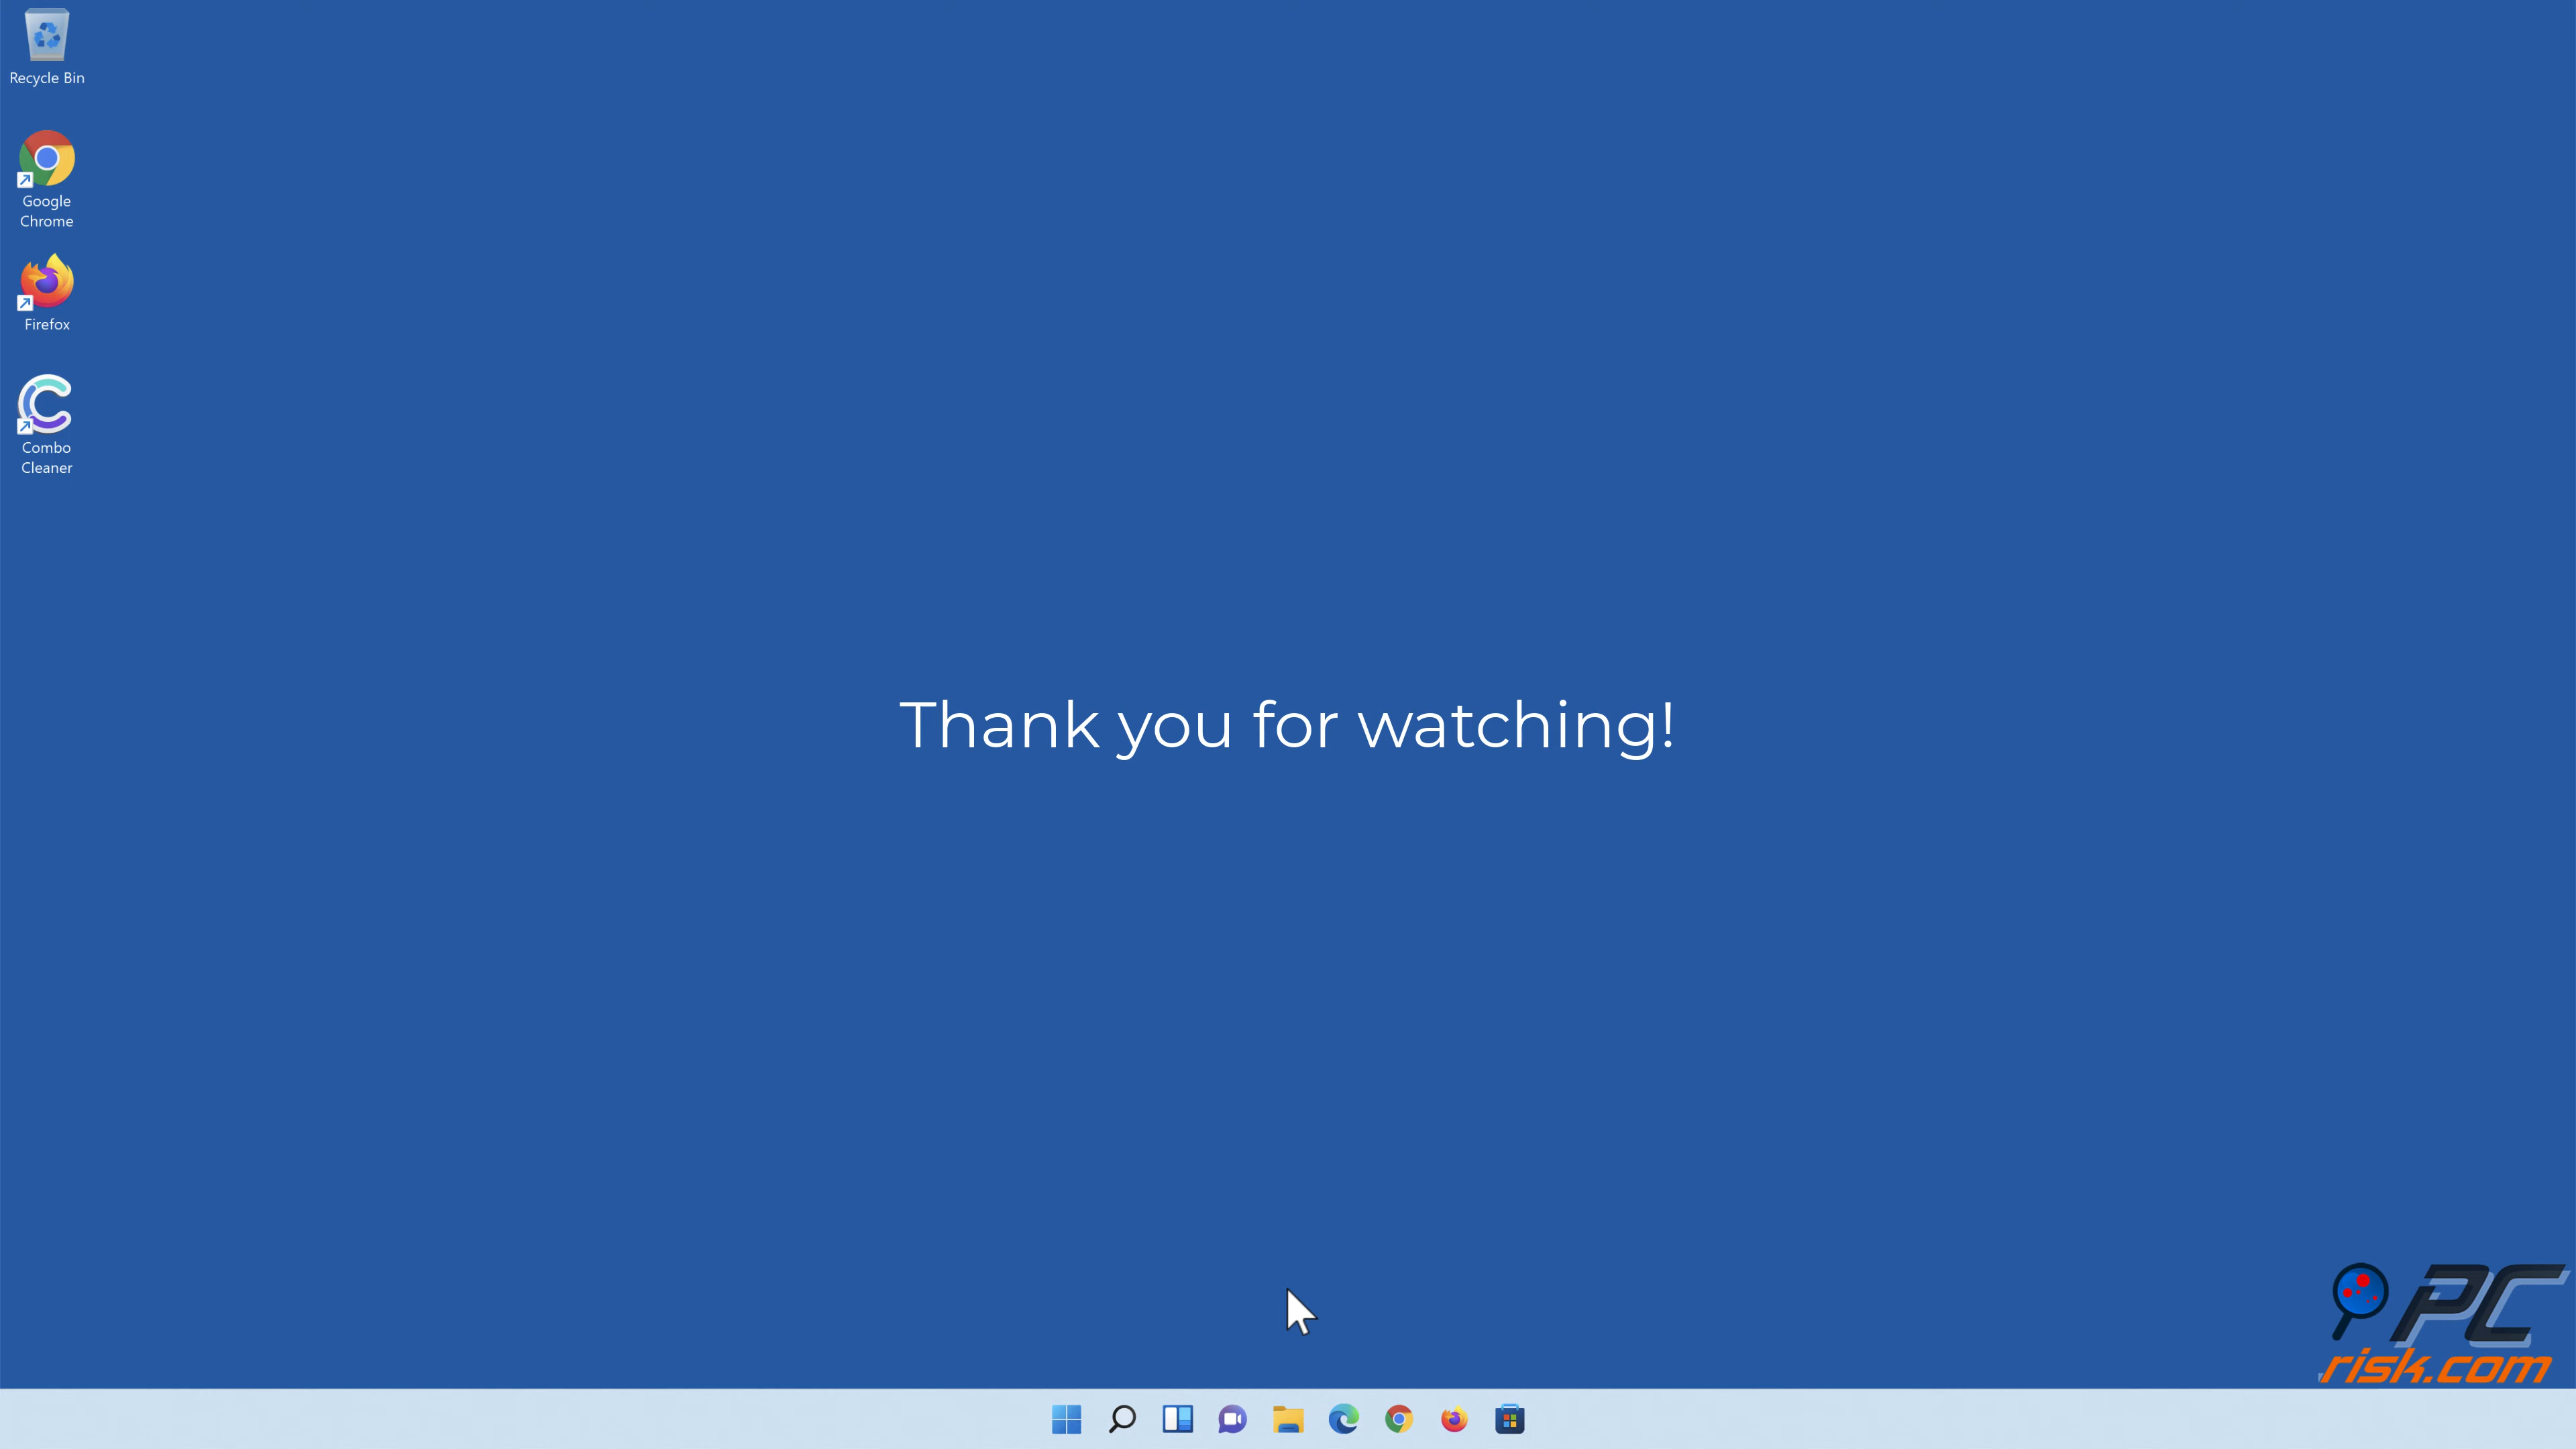 Recycle Bin
Google
Chrome
Firefox
Combo
Cleaner
Thank you for watching!
PC
risk.com